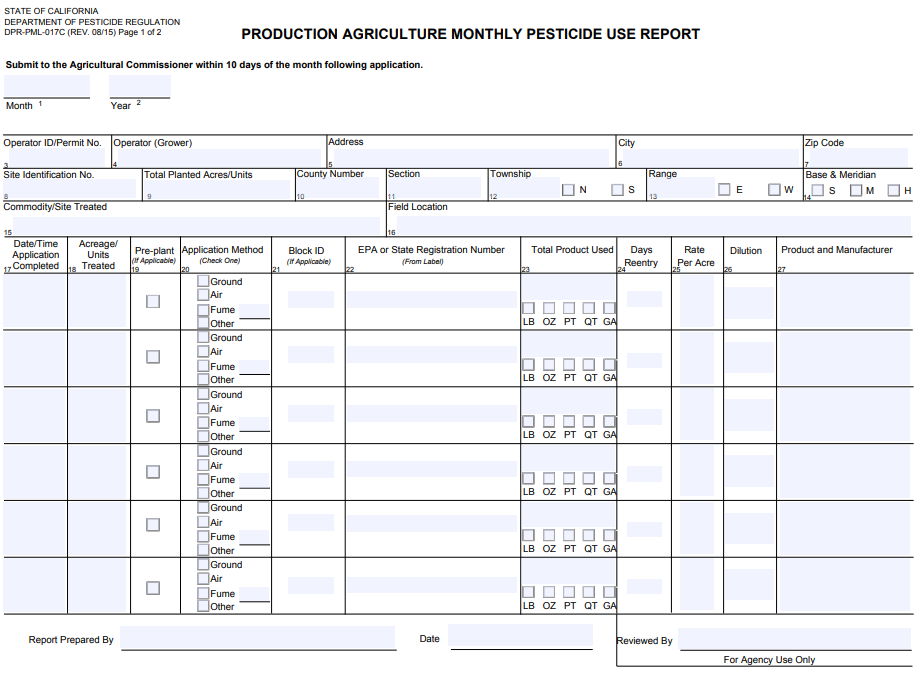 STATE OF CALIFORNIA
DEPARTMENT OF PESTICIDE REGULATION
DPR-PML-017C (REV. 08/15) Page 1 of 2
PRODUCTION AGRICULTURE MONTHLY PESTICIDE USE REPORT
Submit to the Agricultural Commissioner within 10 days of the month following application.
Month 1 Year 2
Operator ID/Permit No. Operator (Grower) Address City Zip Code
3 4 5 6 7
Site Identification No. Total Planted Acres/Units County Number Section Township Range Base & Meridian
N S E W S M H
8 9 10 11 12 13 14
Commodity/Site Treated Field Location
15 16
Date/Time Acreage/
Application Units Pre-plant Application Method Block ID EPA or State Registration Number Total Product Used Days Rate Dilution Product and Manufacturer
Completed Treated (If Applicable) (Check One) (If Applicable) (From Label) Reentry Per Acre
17 18 19 20 21 22 23 24 25 26 27
Ground
Air
Fume
Other
LB OZ PT QT GA
Ground
Air
Fume
Other
LB OZ PT QT GA
Ground
Air
Fume
Other
LB OZ PT QT GA
Ground
Air
Fume
Other
LB OZ PT QT GA
Ground
Air
Fume
Other
LB OZ PT QT GA
Ground
Air
Fume
Other
LB OZ PT QT GA
Report Prepared By Date Reviewed By
For Agency Use Only